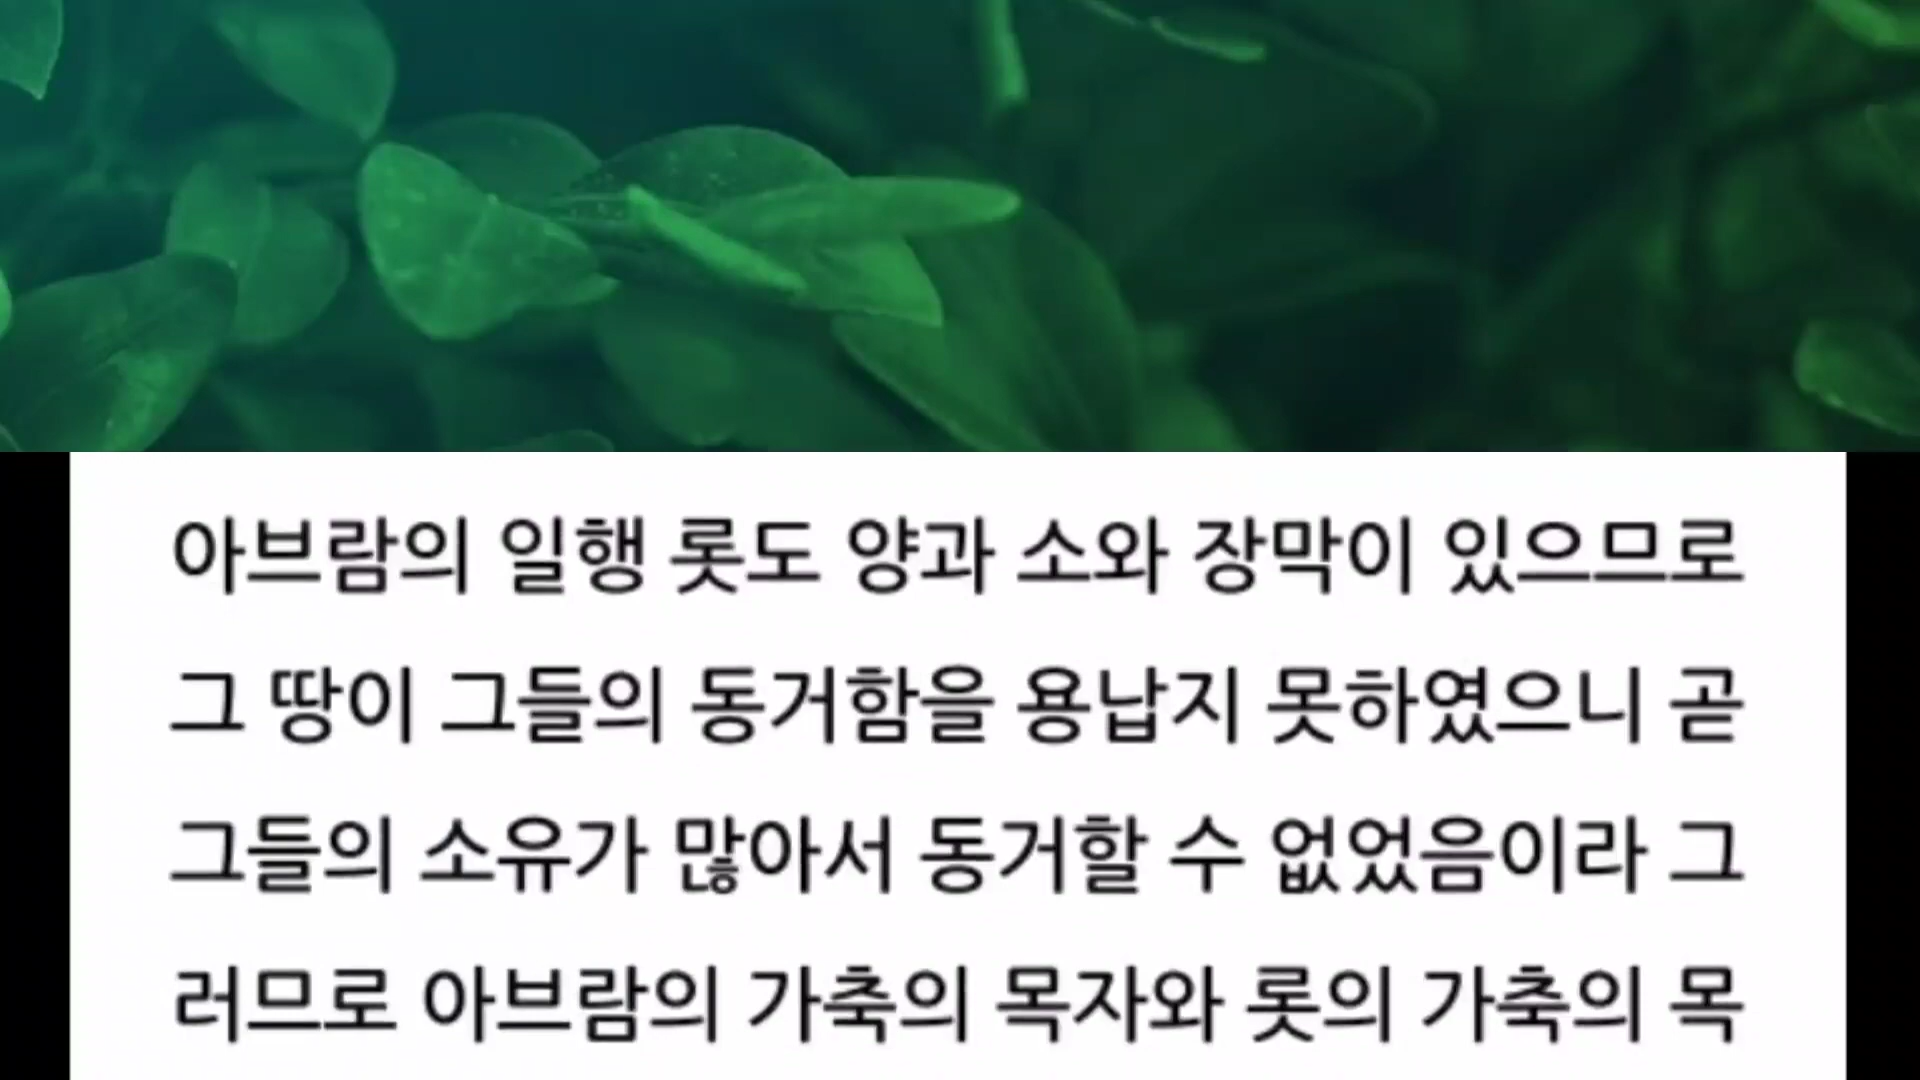 아브람의 일행 롯도 양과 소와 장막이 있으므로
그 땅이 그들의 동거함을 용납지 못하였으니 곧
그들의 소유가 많아서 동거할 수 없었음이라 그
러므로 아브람의 가축의 목자와 롯의 가축의 목